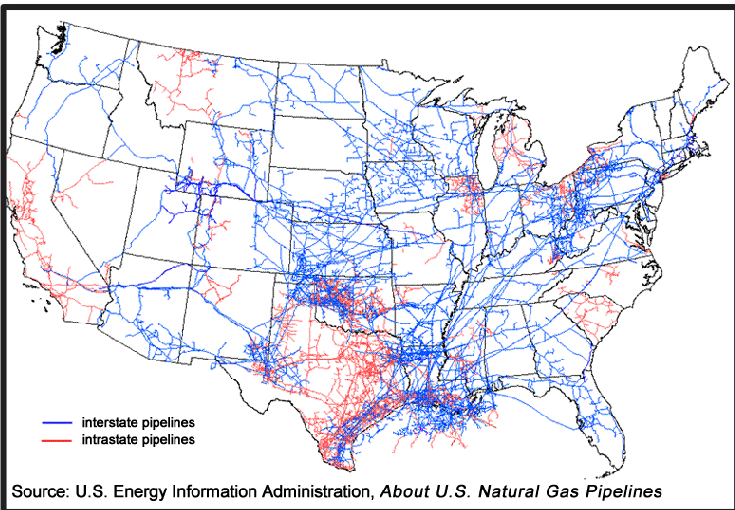 interstate pipelines
intrastate pipelines
Source: U.S. Energy Information Administration, About U.S. Natural Gas Pipelines